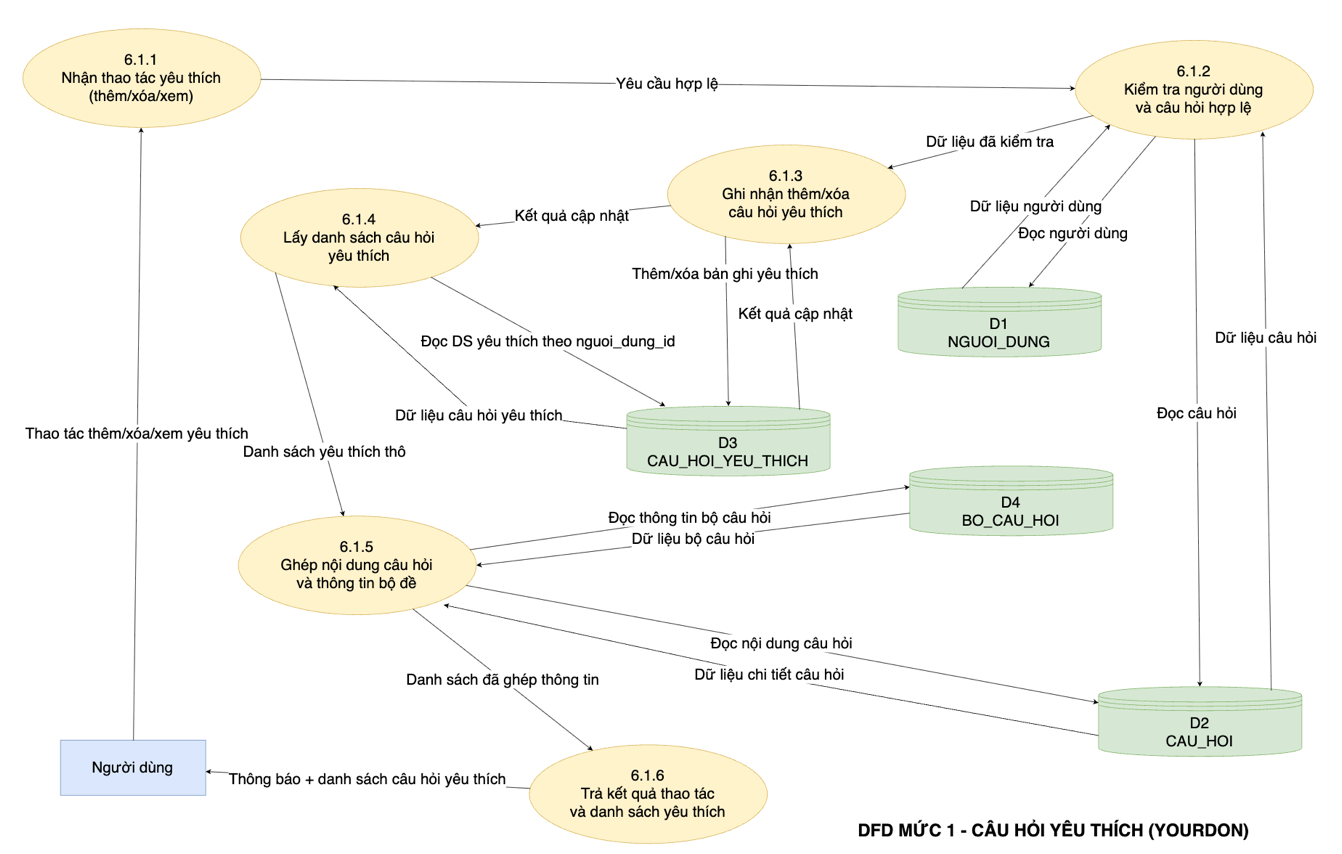 6.1.1
Nhận thao tác yêu thích
(thêm/xóa/xem)
Yêu cầu hợp lệ
6.1.2
Kiểm tra người dùng
và câu hỏi hợp lệ
Dữ liệu đã kiểm tra
6.1.3
Ghi nhận thêm/xóa
câu hỏi yêu thích
Kết quả cập nhật
6.1.4
Lấy danh sách câu hỏi
yêu thích
Dữ liệu người dùng
Đọc người dùng
Thêm/xóa bản ghi yêu thích
Kết quả cập nhật
D1
NGUOI_DUNG
Dữ liệu câu hỏi
Đọc DS yêu thích theo nguoi_dung_id
Dữ liệu câu hỏi yêu thích
Đọc câu hỏi
Thao tác thêm/xóa/xem yêu thích
Danh sách yêu thích thô
D3
CAU_HOI_YEU_THICH
D4
BO_CAU_HOI
Đọc thông tin bộ câu hỏi
Dữ liệu bộ câu hỏi
6.1.5
Ghép nội dung câu hỏi
và thông tin bộ đề
Đọc nội dung câu hỏi
Dữ liệu chi tiết câu hỏi
Danh sách đã ghép thông tin
D2
CAU_HOI
Người dùng
Thông báo + danh sách câu hỏi yêu thích
6.1.6
Trả kết quả thao tác
và danh sách yêu thích
DFD MỨC 1 - CÂU HỎI YÊU THÍCH (YOURDON)